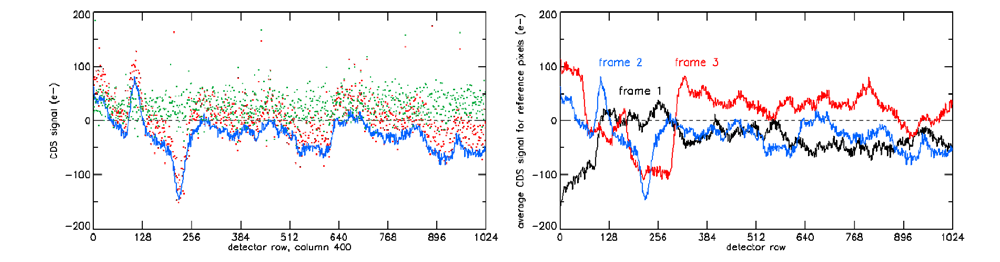 200
100
0
-100
-200
CDS signal (e-)
0 128 256 384 512 640 768 896 1024
detector row, column 400
200
100
0
-100
-200
average CDS signal for reference pixels (e-)
frame 2
frame 3
frame 1
0 128 256 384 512 640 768 896 1024
detector row